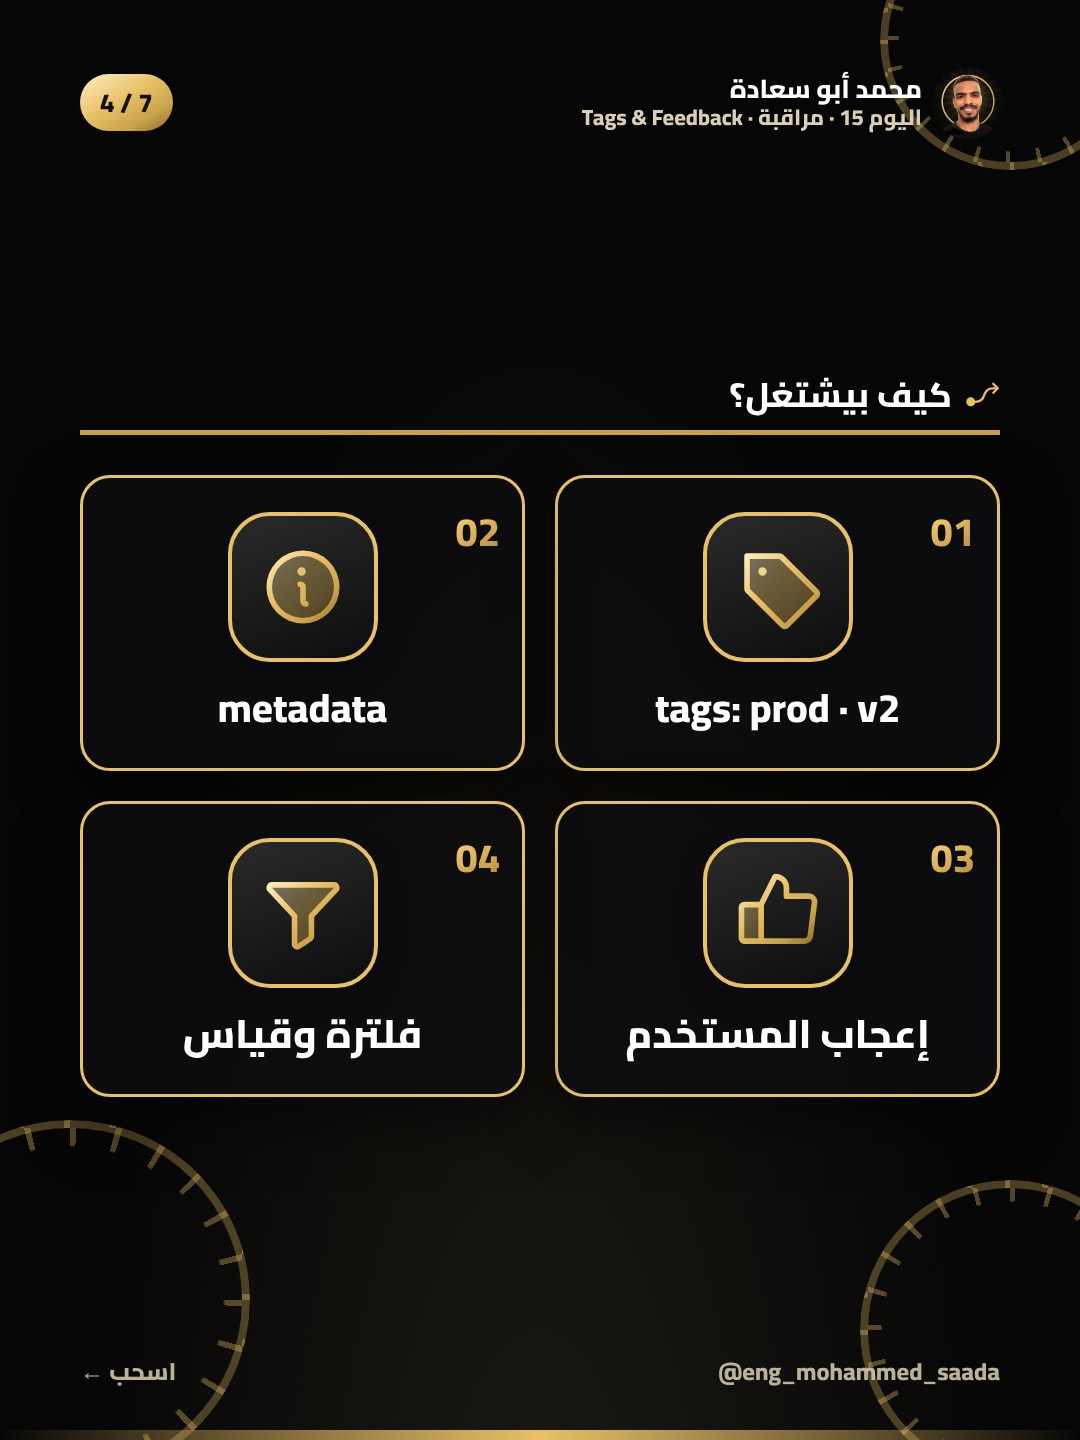 محمد أبو سعادة
اليوم 15 · مراقبة · Tags & Feedback
4 / 7
كيف بيشتغل؟
01
tags: prod · v2
02
metadata
03
إعجاب المستخدم
04
فلترة وقياس
@eng_mohammed_saada
اسحب ←